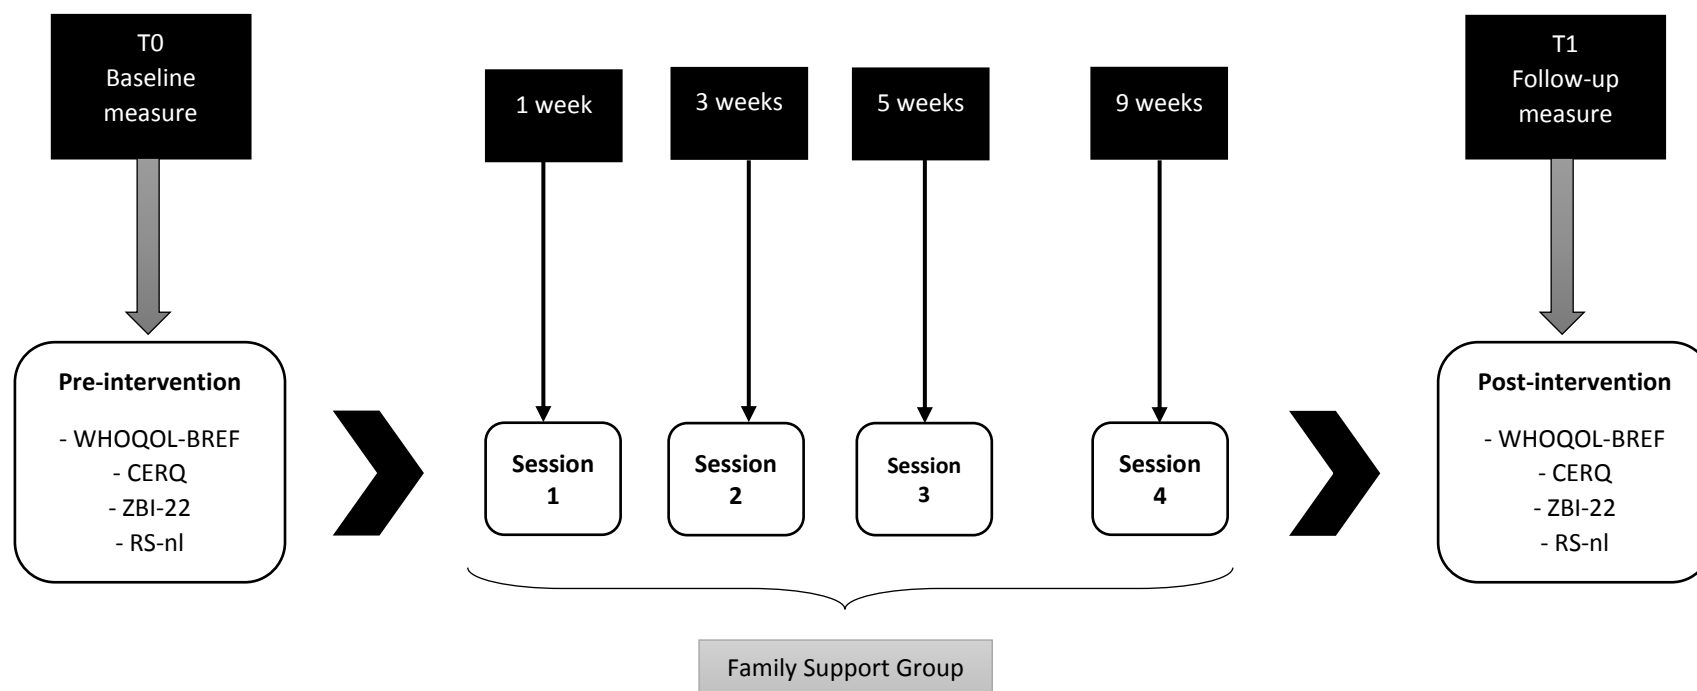 T0
Baseline
measure
1 week
3 weeks
5 weeks
9 weeks
T1
Follow-up
measure
Pre-intervention
- WHOQOL-BREF
- CERQ
- ZBI-22
- RS-nl
Session
1
Session
2
Session
3
Session
4
Post-intervention
- WHOQOL-BREF
- CERQ
- ZBI-22
- RS-nl
Family Support Group